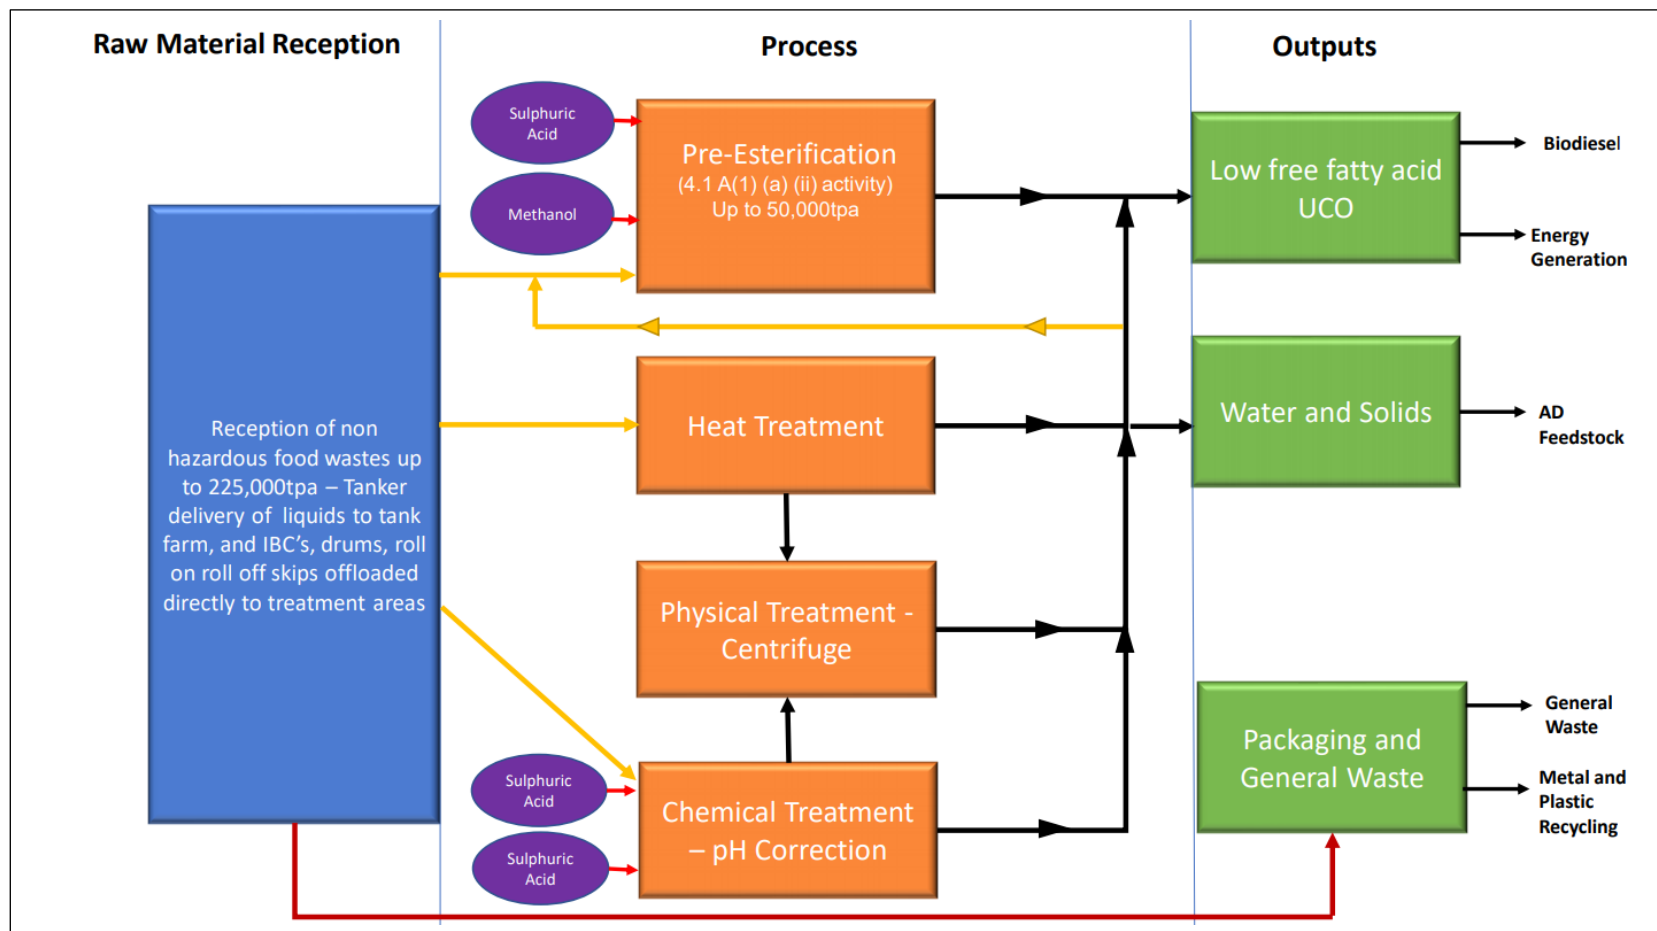 Raw Material Reception
Process
Outputs
Sulphuric
Acid
Methanol
Pre-Esterification
(4.1 A(1) (a) (ii) activity)
Up to 50,000tpa
Low free fatty acid
UCO
Biodiesel
Energy
Generation
Reception of non
hazardous food wastes up
to 225,000tpa – Tanker
delivery of liquids to tank
farm, and IBC's, drums, roll
on roll off skips offloaded
directly to treatment areas
Heat Treatment
Water and Solids
AD
Feedstock
Physical Treatment -
Centrifuge
Sulphuric
Acid
Sulphuric
Acid
Chemical Treatment
– pH Correction
Packaging and
General Waste
General
Waste
Metal and
Plastic
Recycling